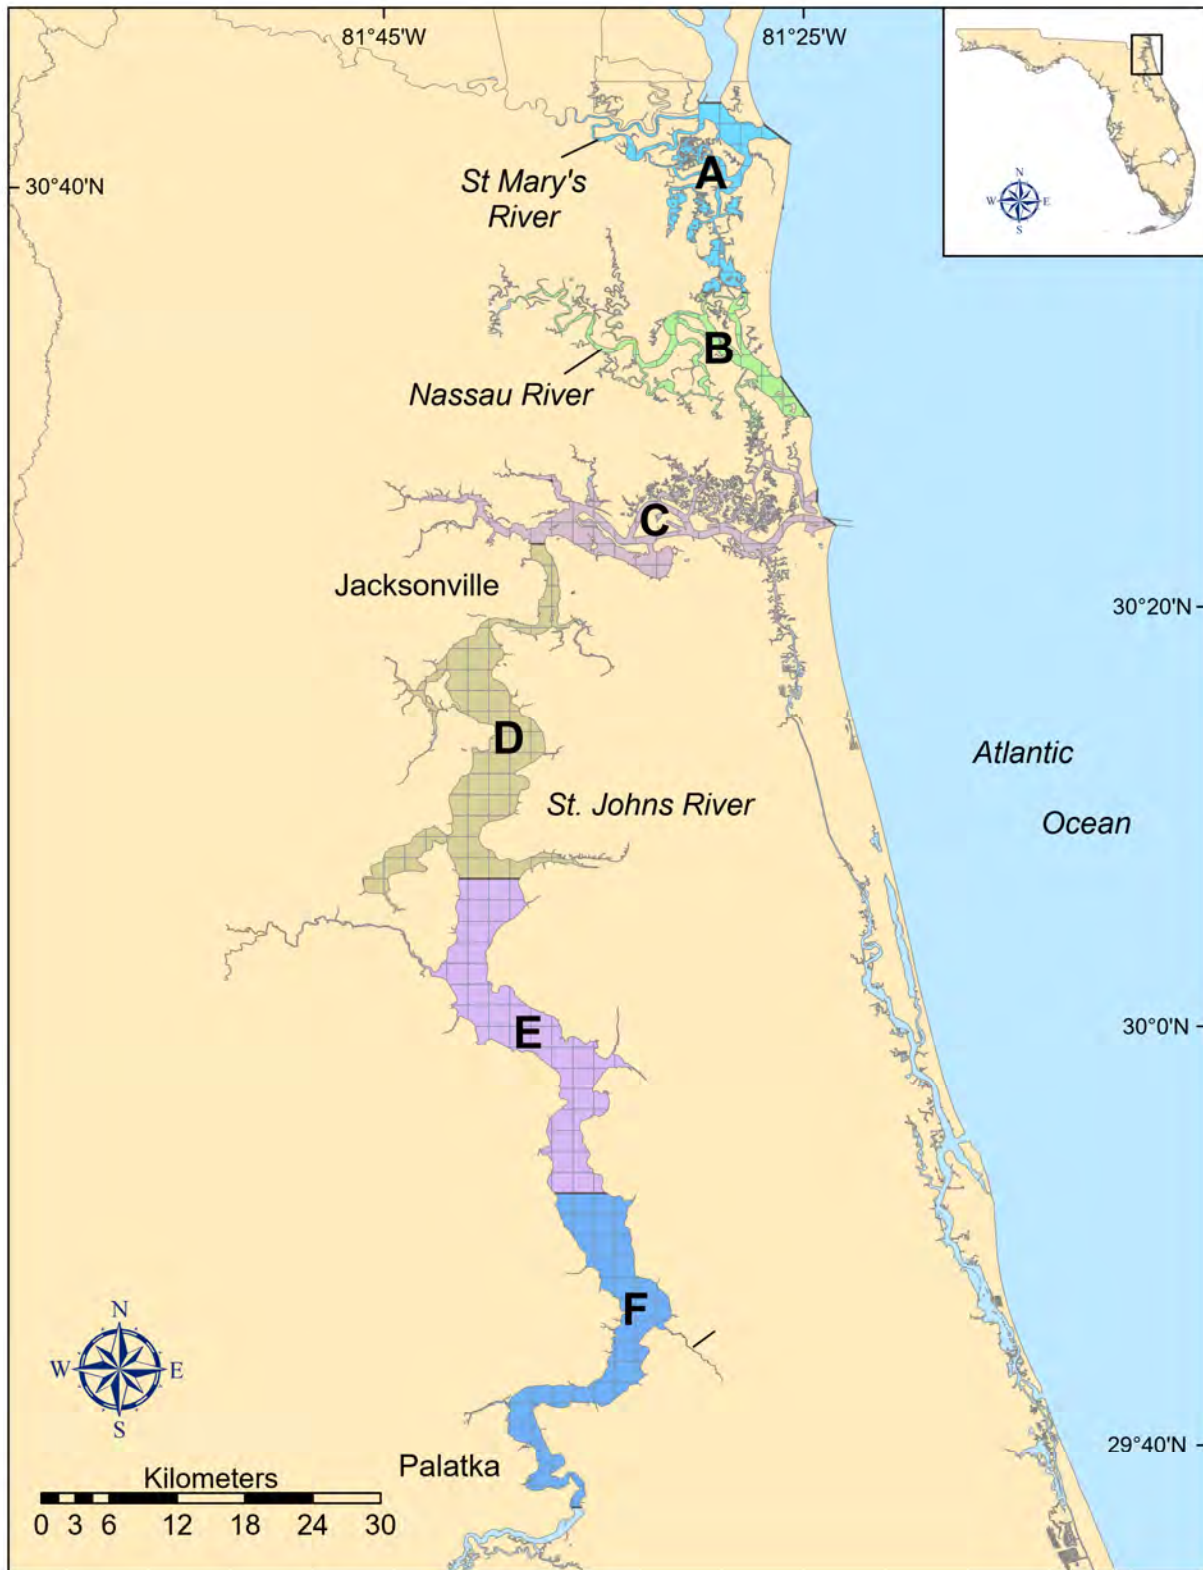 81°45'W
81°25'W
N
W
E
S
St Mary's
River
30°40'N
A
B
Nassau River
C
Jacksonville
30°20'N
D
Atlantic
Ocean
St. Johns River
E
30°0'N
F
N
W
E
S
29°40'N
Palatka
Kilometers
0 3 6 12 18 24 30